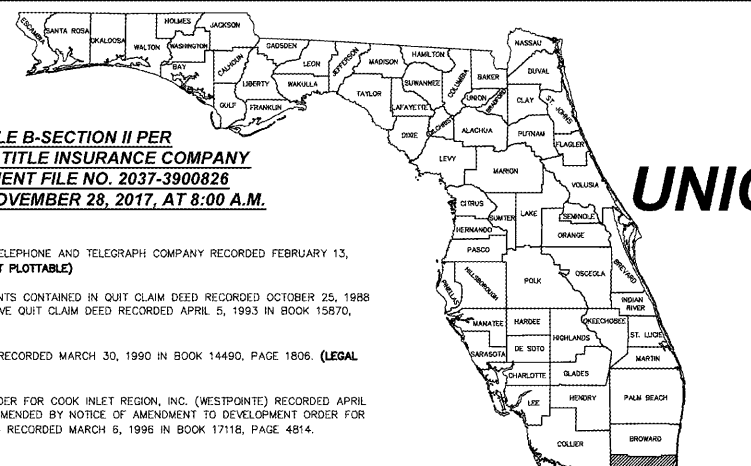 LE B-SECTION II PER
TITLE INSURANCE COMPANY
ENT FILE NO. 2037-3900826
OVEMBER 28, 2017, AT 8:00 A.M.
ELEPHONE AND TELEGRAPH COMPANY RECORDED FEBRUARY 13,
T PLOTTABLE)
NTS CONTAINED IN QUIT CLAIM DEED RECORDED OCTOBER 25, 1988
VE QUIT CLAIM DEED RECORDED APRIL 5, 1993 IN BOOK 15870,
RECORDED MARCH 30, 1990 IN BOOK 14490, PAGE 1806. (LEGAL
DER FOR COOK INLET REGION, INC. (WESTPOINTE) RECORDED APRIL
MENDED BY NOTICE OF AMENDMENT TO DEVELOPMENT ORDER FOR
RECORDED MARCH 6, 1996 IN BOOK 17118, PAGE 4814.
ESCAMBIA
SANTA ROSA
OKALOOSA
WALTON
HOLMES
WASHINGTON
JACKSON
BAY
CALHOUN
GULF
GADSDEN
LIBERTY
FRANKLIN
LEON
WAKULLA
JEFFERSON
MADISON
TAYLOR
HAMILTON
SUWANNEE
LAFAYETTE
DIXIE
COLUMBIA
GILCHRIST
BAKER
UNION
BRADFORD
ALACHUA
LEVY
NASSAU
DUVAL
CLAY
ST. JOHNS
PUTNAM
FLAGLER
MARION
VOLUSIA
CITRUS
SUMTER
LAKE
SEMINOLE
HERNANDO
ORANGE
PASCO
PINELLAS
HILLSBOROUGH
POLK
OSCEOLA
BREVARD
INDIAN
RIVER
MANATEE
HARDEE
HIGHLANDS
OKEECHOBEE
ST. LUCIE
SARASOTA
DE SOTO
MARTIN
CHARLOTTE
GLADES
LEE
HENDRY
PALM BEACH
COLLIER
BROWARD
UNIO